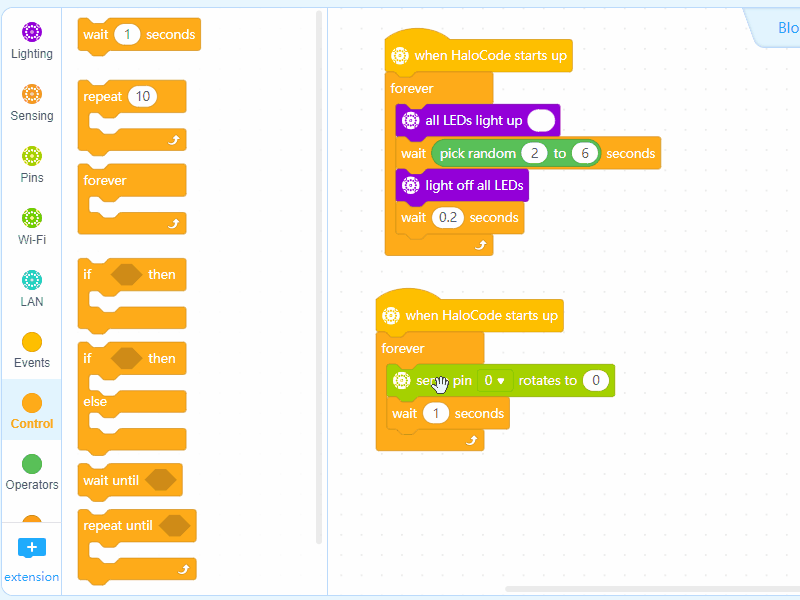 Lighting
Sensing
Pins
Wi-Fi
LAN
Events
Control
Operators
extension
wait 1 seconds
repeat 10
forever
if then
if then
else
wait until
repeat until
Blo
when HaloCode starts up
forever
all LEDs light up
wait pick random 2 to 6 seconds
light off all LEDs
wait 0.2 seconds
when HaloCode starts up
forever
pin 0 rotates to 0
wait 1 seconds